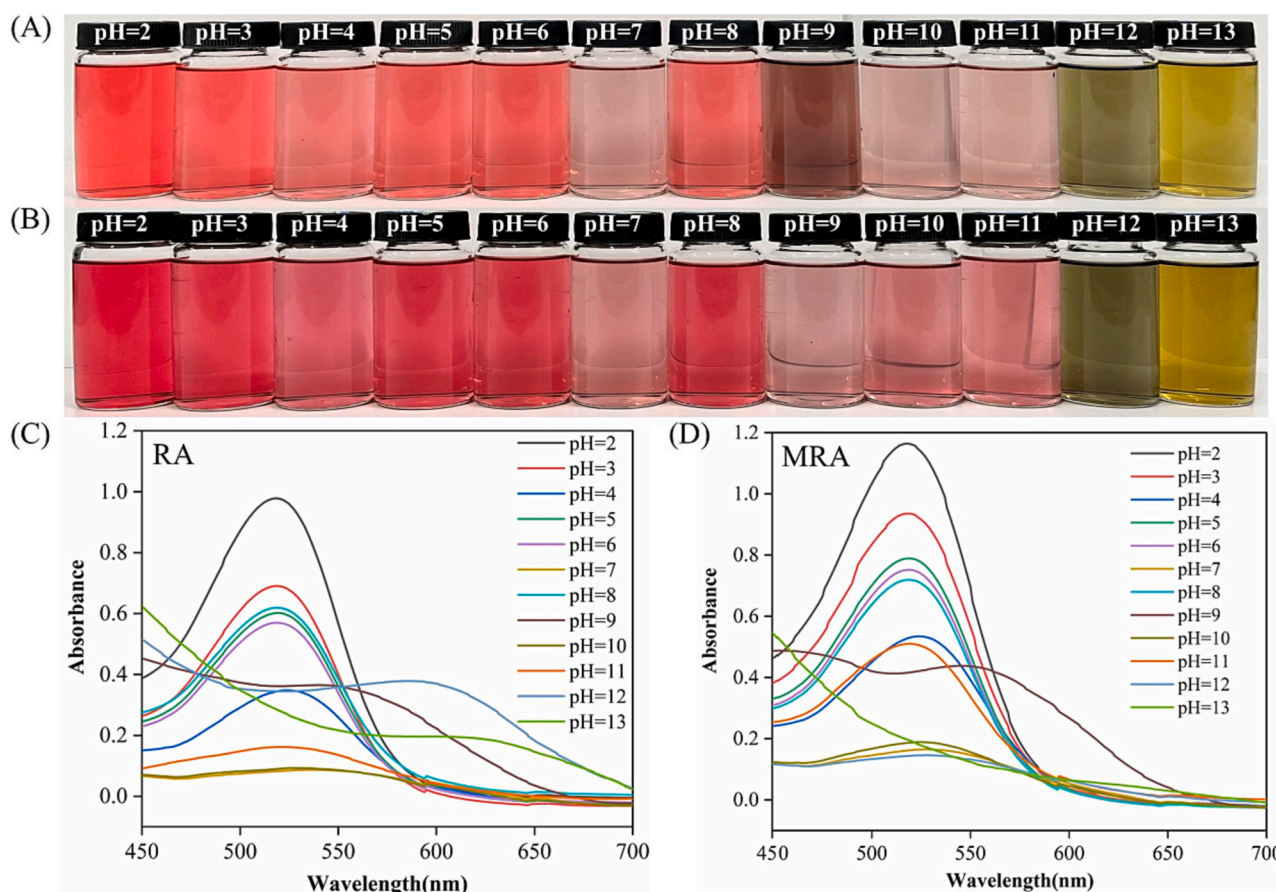 (A)
pH=2 pH=3 pH=4 pH=5 pH=6 pH=7 pH=8 pH=9 pH=10 pH=11 pH=12 pH=13
(B)
pH=2 pH=3 pH=4 pH=5 pH=6 pH=7 pH=8 pH=9 pH=10 pH=11 pH=12 pH=13
(C)
RA
Absorbance
1.2
1.0
0.8
0.6
0.4
0.2
0.0
450 500 550 600 650 700
Wavelength(nm)
pH=2
pH=3
pH=4
pH=5
pH=6
pH=7
pH=8
pH=9
pH=10
pH=11
pH=12
pH=13
(D)
MRA
Absorbance
1.2
1.0
0.8
0.6
0.4
0.2
0.0
450 500 550 600 650 700
Wavelength(nm)
pH=2
pH=3
pH=4
pH=5
pH=6
pH=7
pH=8
pH=9
pH=10
pH=11
pH=12
pH=13